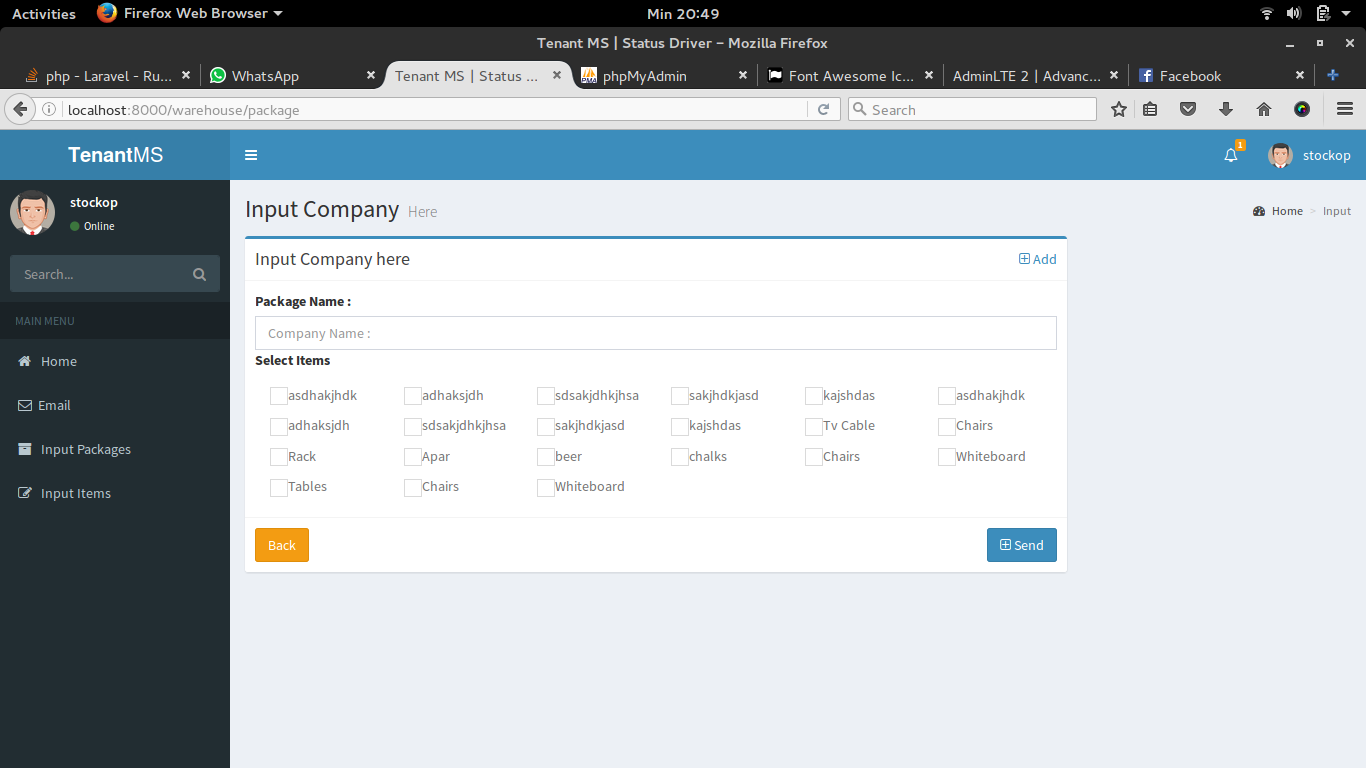 Activities Firefox Web Browser Min 20:49
Tenant MS | Status Driver - Mozilla Firefox
php - Laravel - Ru... WhatsApp Tenant MS | Status ... phpMyAdmin Font Awesome Ic... AdminLTE 2 | Advanc... Facebook
localhost:8000/warehouse/package Search
TenantMS 1 stockop
stockop
Online
Input Company Here Home > Input
Search...
MAIN MENU
Home
Email
Input Packages
Input Items
Input Company here Add
Package Name :
Company Name :
Select Items
asdhakjhdk adhaksjdh sdsakjdhkjhsa sakjhdkjasd kajshdas asdhakjhdk
adhaksjdh sdsakjdhkjhsa sakjhdkjasd kajshdas Tv Cable Chairs
Rack Apar beer chalks Chairs Whiteboard
Tables Chairs Whiteboard
Back Send